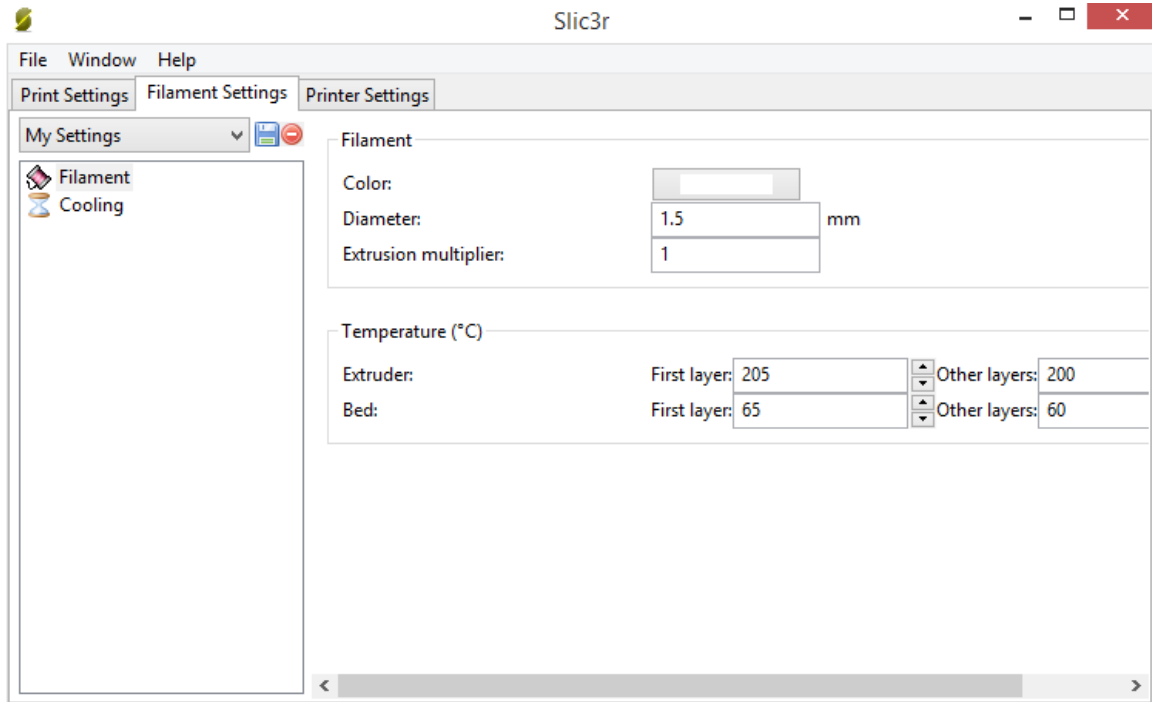 Slic3r
File Window Help
Print Settings Filament Settings Printer Settings
My Settings
Filament
Cooling
Filament
Color:
Diameter: 1.5 mm
Extrusion multiplier: 1
Temperature (°C)
Extruder: First layer: 205 Other layers: 200
Bed: First layer: 65 Other layers: 60